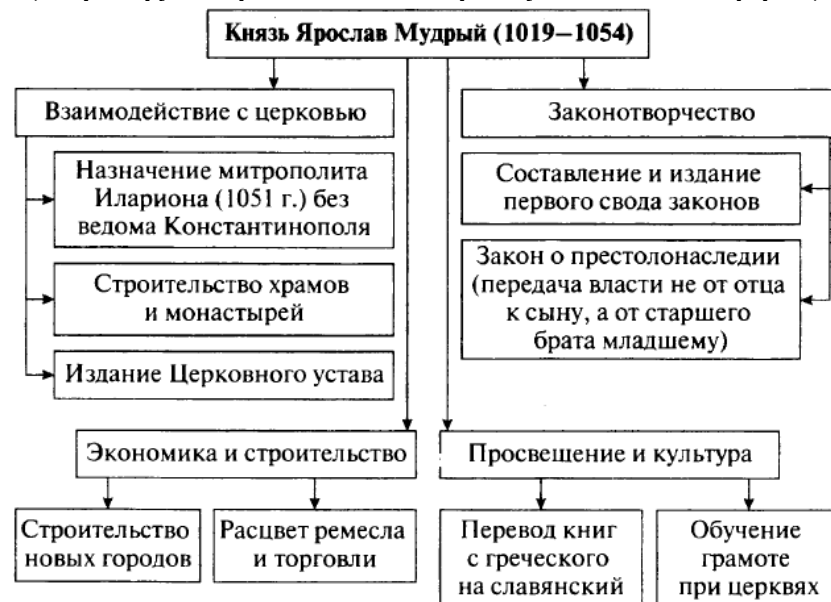 Князь Ярослав Мудрый (1019–1054)
Взаимодействие с церковью
Назначение митрополита
Илариона (1051 г.) без
ведома Константинополя
Строительство храмов
и монастырей
Издание Церковного устава
Законотворчество
Составление и издание
первого свода законов
Закон о престолонаследии
(передача власти не от отца
к сыну, а от старшего
брата младшему)
Экономика и строительство
Строительство
новых городов
Расцвет ремесла
и торговли
Просвещение и культура
Перевод книг
с греческого
на славянский
Обучение
грамоте
при церквях